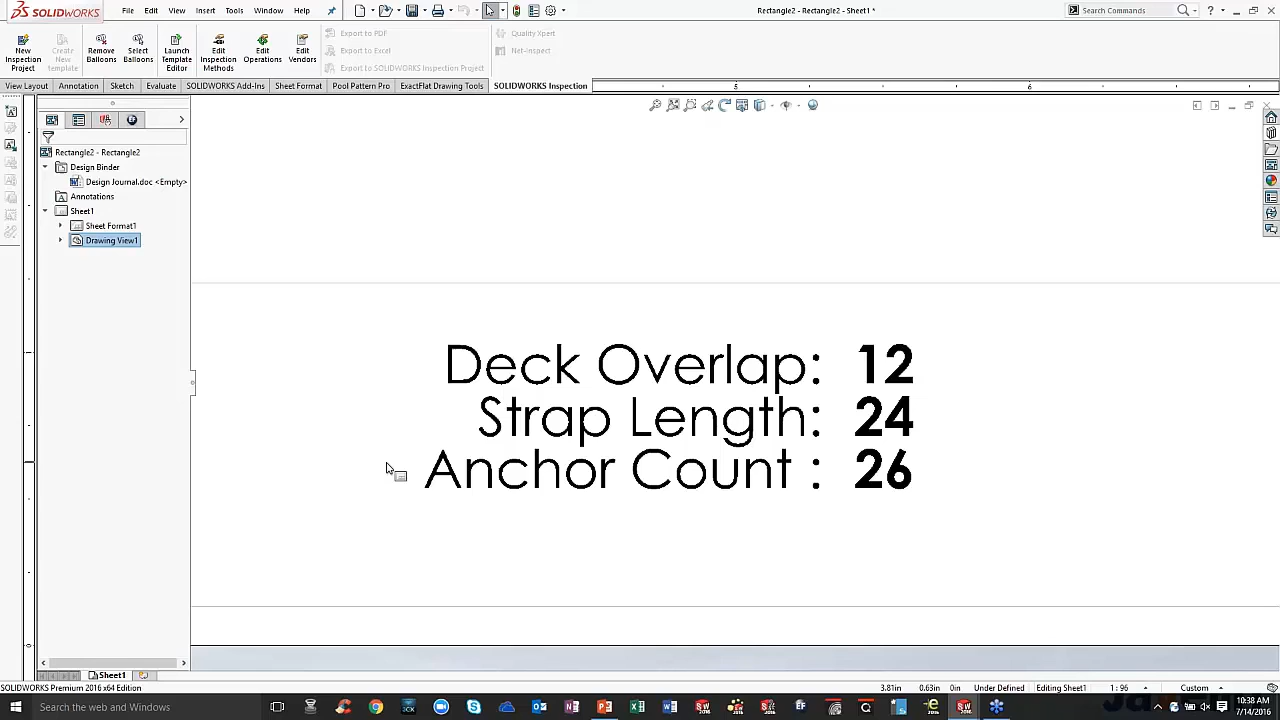 SOLIDWORKS
File Edit View Insert Tools Window Help
Rectangle2 - Rectangle2 - Sheet1 *
Search Commands
New Inspection Project
Create New template
Remove Balloons
Select Balloons
Launch Template Editor
Edit Inspection Methods
Edit Operations
Edit Vendors
Export to PDF
Export to Excel
Export to SOLIDWORKS Inspection Project
Quality Xpert
Net-Inspect
View Layout Annotation Sketch Evaluate SOLIDWORKS Add-Ins Sheet Format Pool Pattern Pro ExactFlat Drawing Tools SOLIDWORKS Inspection
5 6
Rectangle2 - Rectangle2
Design Binder
Design Journal.doc <Empty>
Annotations
Sheet1
Sheet Format1
Drawing View1
Deck Overlap: 12
Strap Length: 24
Anchor Count : 26
Sheet1
SOLIDWORKS Premium 2016 x64 Edition
3.81in 0.63in 0in Under Defined Editing Sheet1 1 : 96 Custom
Search the web and Windows
10:38 AM
7/14/2016